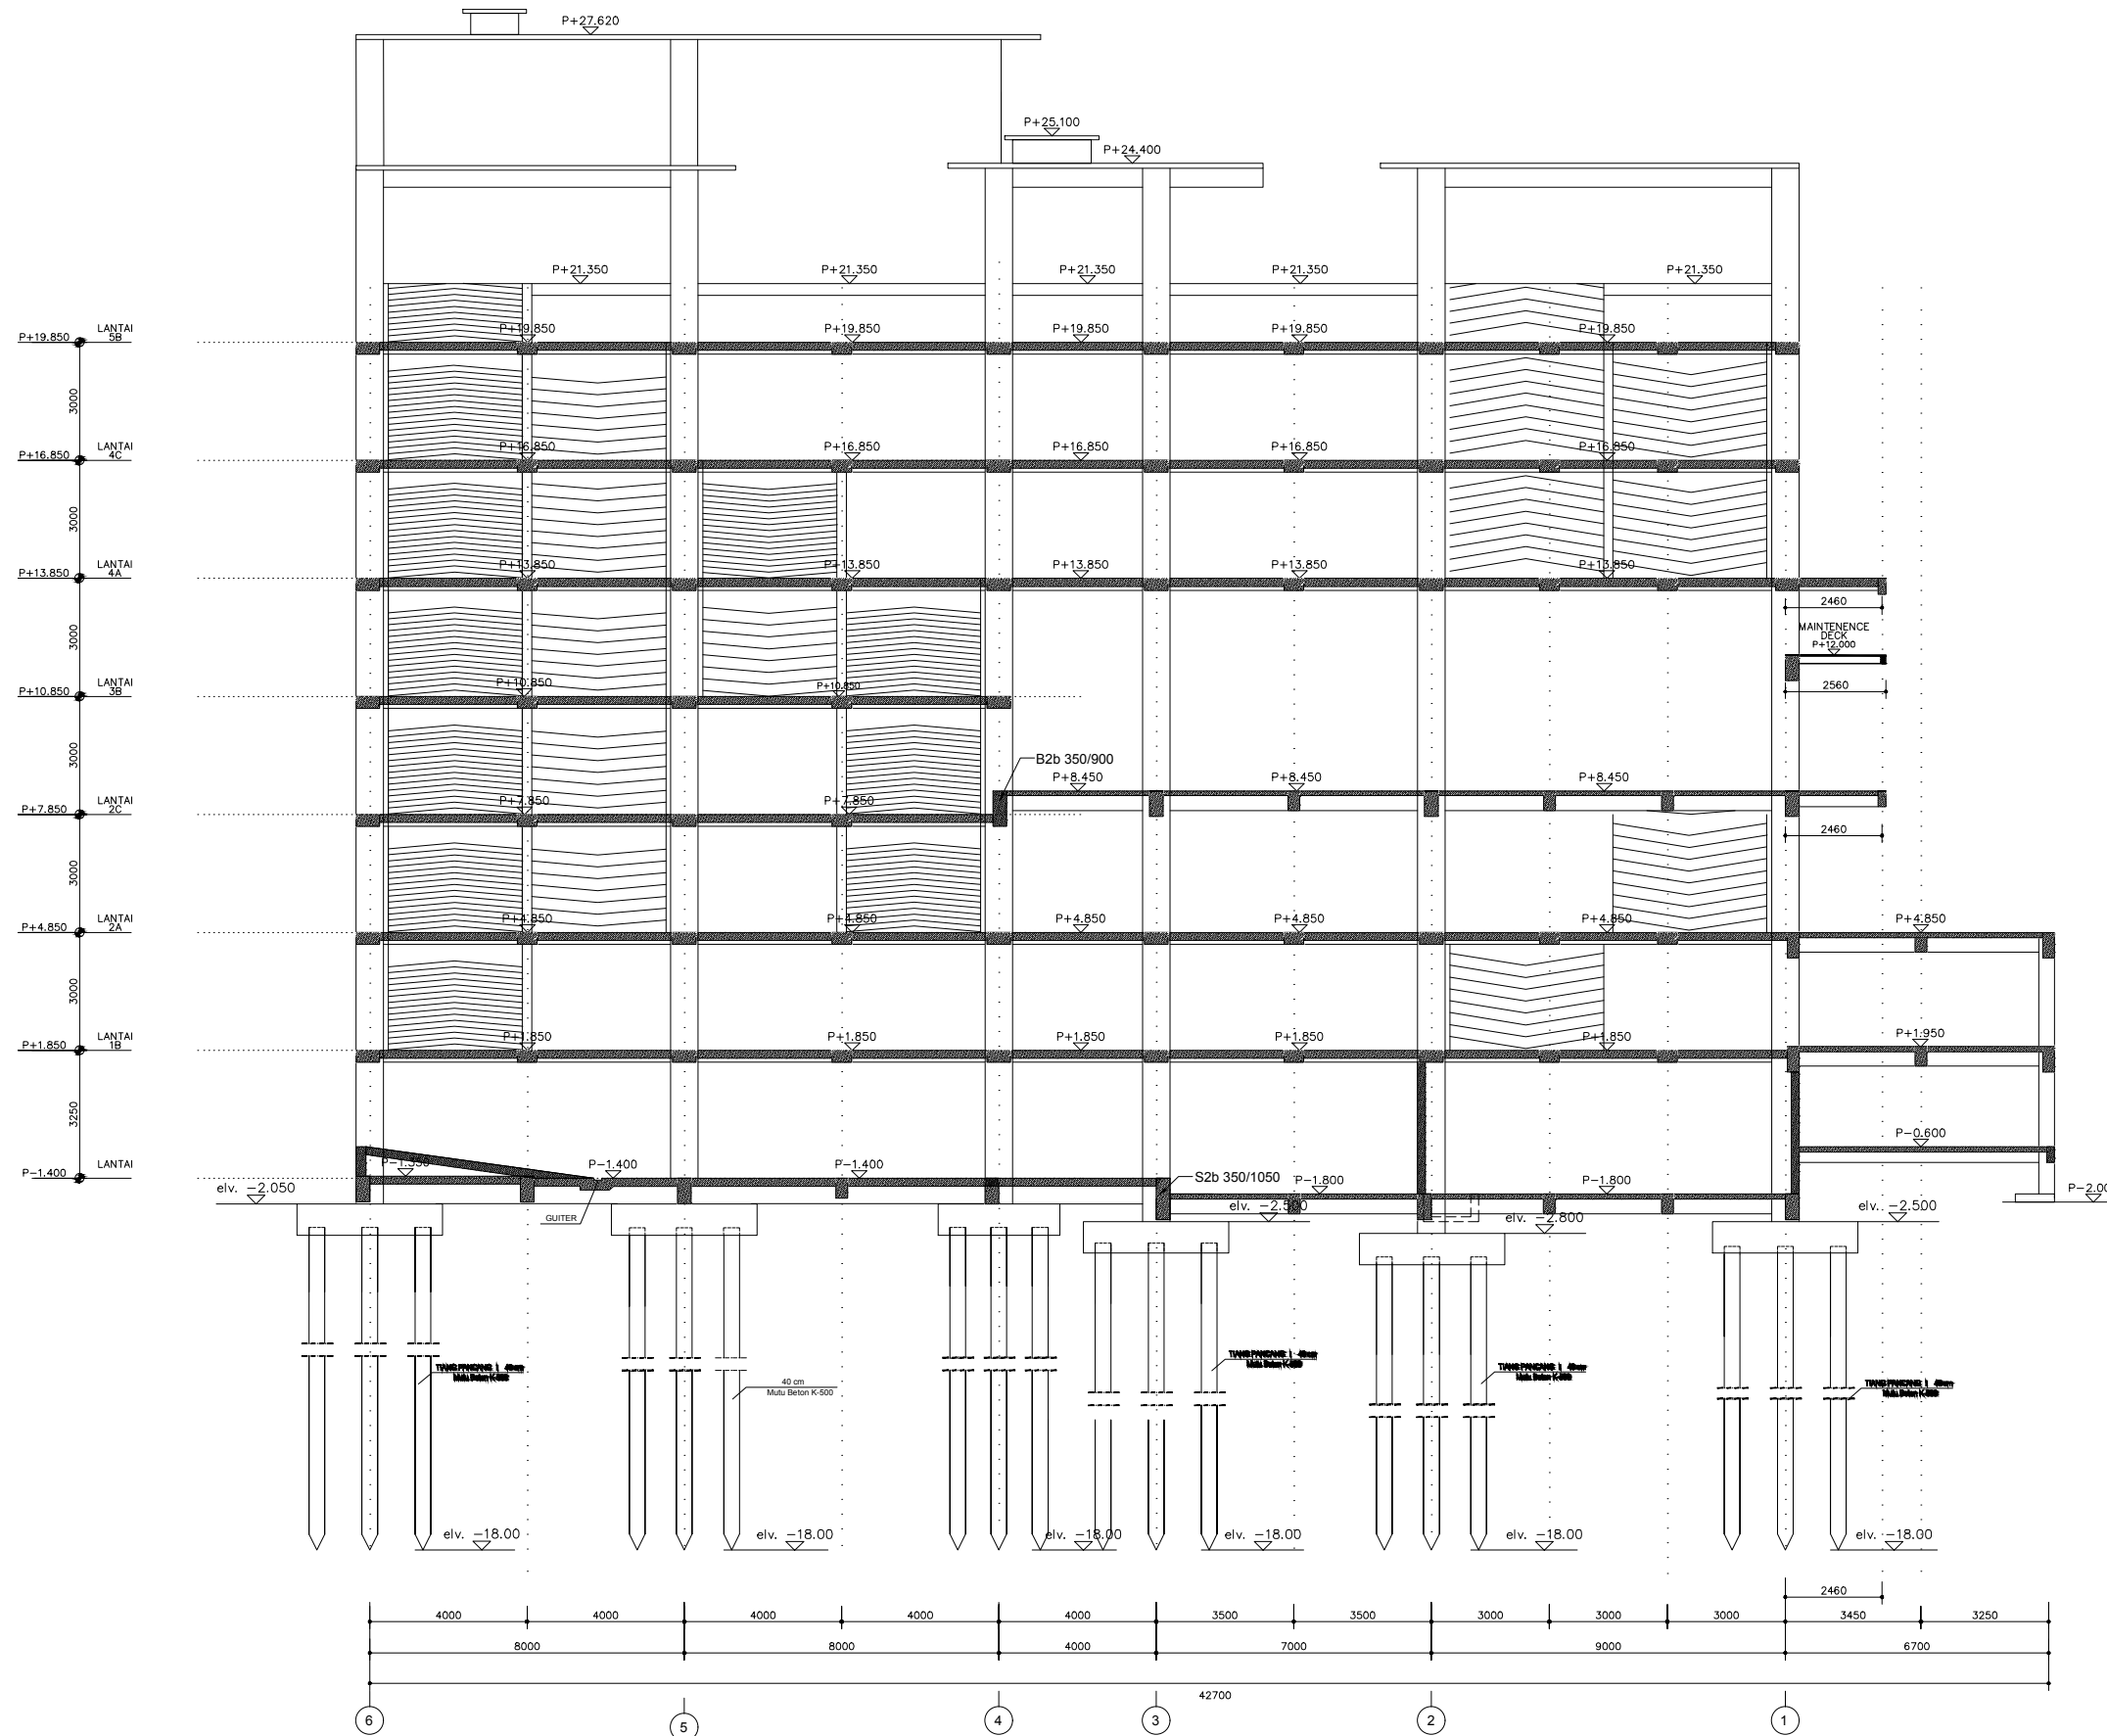 P+27.620
P+25.100
P+24.400
P+21.350 P+21.350 P+21.350 P+21.350 P+21.350
P+19.850 LANTAI 5B P+19.850 P+19.850 P+19.850 P+19.850 P+19.850
3000
P+16.850 LANTAI 4C P+16.850 P+16.850 P+16.850 P+16.850 P+16.850
3000
P+13.850 LANTAI 4A P+13.850 P+13.850 P+13.850 P+13.850 P+13.850
2460
3000
MAINTENENCE
DECK
P+12.000
P+10.850 LANTAI 3B P+10.850 P+10.850
2560
3000
B2b 350/900
P+8.450 P+8.450 P+8.450
P+7.850 LANTAI 2C P+7.850 P+7.850
2460
3000
P+4.850 LANTAI 2A P+4.850 P+4.850 P+4.850 P+4.850 P+4.850 P+4.850
3000
P+1.950
P+1.850 LANTAI 1B P+1.850 P+1.850 P+1.850 P+1.850 P+1.850
3250
P-0.600
P-1.400 LANTAI P-1.400 P-1.400
S2b 350/1050
P-1.800 P-1.800
elv. -2.050
P-2.00
GUITER
elv. -2.500 elv. -2.800 elv. -2.500
40 cm
Mutu Beton K-500
elv. -18.00 elv. -18.00 elv. -18.00 elv. -18.00 elv. -18.00 elv. -18.00
2460
4000 4000 4000 4000 4000 3500 3500 3000 3000 3000 3450 3250
8000 8000 4000 7000 9000 6700
42700
6 5 4 3 2 1